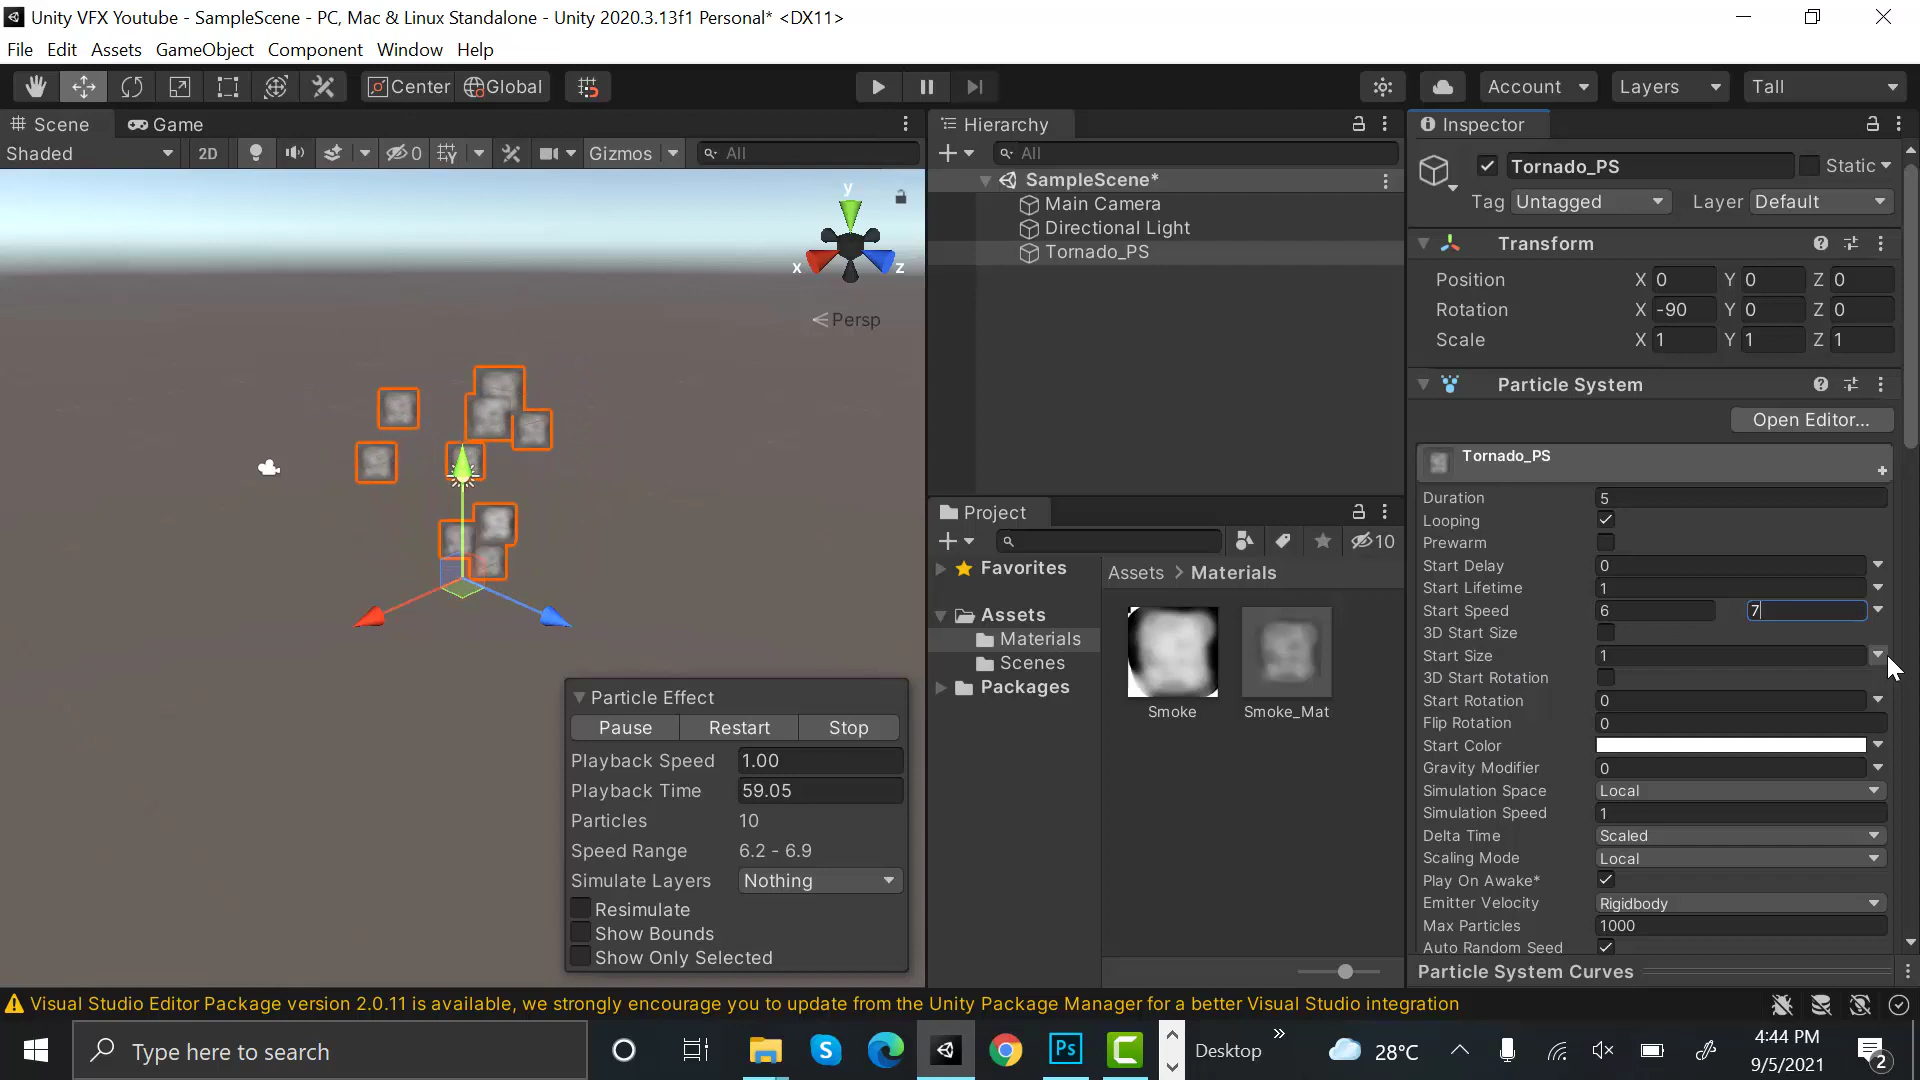 Unity VFX Youtube - SampleScene - PC, Mac & Linux Standalone - Unity 2020.3.13f1 Personal* <DX11>
File Edit Assets GameObject Component Window Help
Center Global Account Layers Tall
Scene Game
Shaded 2D 0 Gizmos All
y
x z
Persp
Particle Effect
Pause Restart Stop
Playback Speed 1.00
Playback Time 59.05
Particles 10
Speed Range 6.2 - 6.9
Simulate Layers Nothing
Resimulate
Show Bounds
Show Only Selected
Hierarchy
All
SampleScene*
Main Camera
Directional Light
Tornado_PS
Project
10
Favorites
Assets
Materials
Scenes
Packages
Assets > Materials
Smoke Smoke_Mat
Inspector
Tornado_PS Static
Tag Untagged Layer Default
Transform
Position X 0 Y 0 Z 0
Rotation X -90 Y 0 Z 0
Scale X 1 Y 1 Z 1
Particle System
Open Editor...
Tornado_PS
Duration 5
Looping
Prewarm
Start Delay 0
Start Lifetime 1
Start Speed 6 7
3D Start Size
Start Size 1
3D Start Rotation
Start Rotation 0
Flip Rotation 0
Start Color
Gravity Modifier 0
Simulation Space Local
Simulation Speed 1
Delta Time Scaled
Scaling Mode Local
Play On Awake*
Emitter Velocity Rigidbody
Max Particles 1000
Auto Random Seed
Particle System Curves
Visual Studio Editor Package version 2.0.11 is available, we strongly encourage you to update from the Unity Package Manager for a better Visual Studio integration
Type here to search
Ps
Desktop
28°C
4:44 PM
9/5/2021
2